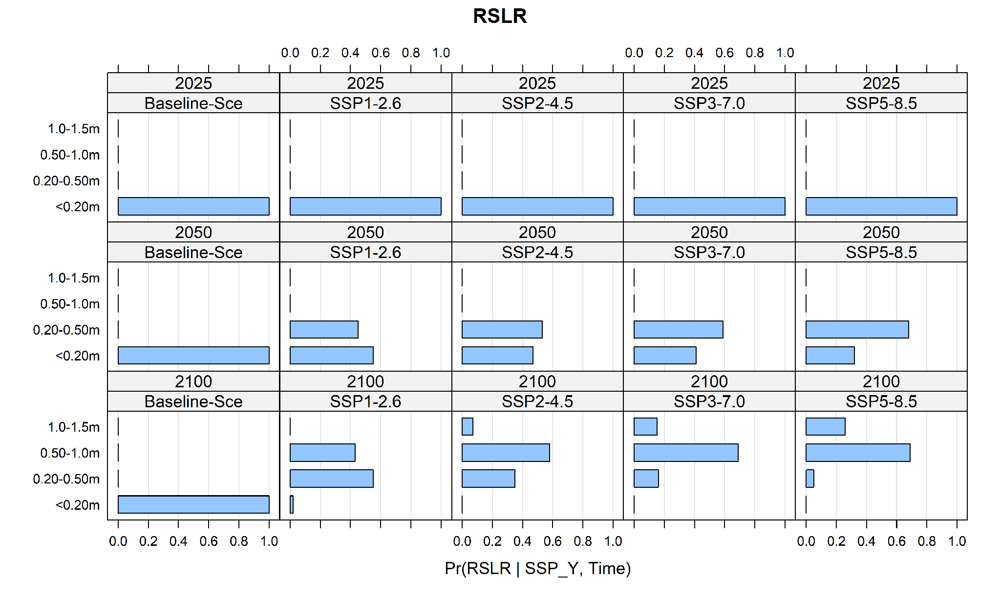 RSLR
0.0 0.2 0.4 0.6 0.8 1.0 0.0 0.2 0.4 0.6 0.8 1.0
2025 2025 2025 2025 2025
Baseline-Sce SSP1-2.6 SSP2-4.5 SSP3-7.0 SSP5-8.5
1.0-1.5m
0.50-1.0m
0.20-0.50m
<0.20m
2050 2050 2050 2050 2050
Baseline-Sce SSP1-2.6 SSP2-4.5 SSP3-7.0 SSP5-8.5
1.0-1.5m
0.50-1.0m
0.20-0.50m
<0.20m
2100 2100 2100 2100 2100
Baseline-Sce SSP1-2.6 SSP2-4.5 SSP3-7.0 SSP5-8.5
1.0-1.5m
0.50-1.0m
0.20-0.50m
<0.20m
0.0 0.2 0.4 0.6 0.8 1.0 0.0 0.2 0.4 0.6 0.8 1.0 0.0 0.2 0.4 0.6 0.8 1.0
Pr(RSLR | SSP_Y, Time)